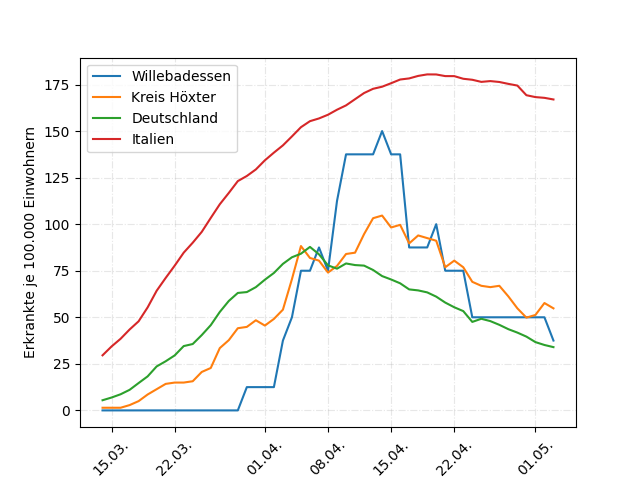 Willebadessen
Kreis Höxter
Deutschland
Italien
Erkrankte je 100.000 Einwohnern
175
150
125
100
75
50
25
0
15.03. 22.03. 01.04. 08.04. 15.04. 22.04. 01.05.